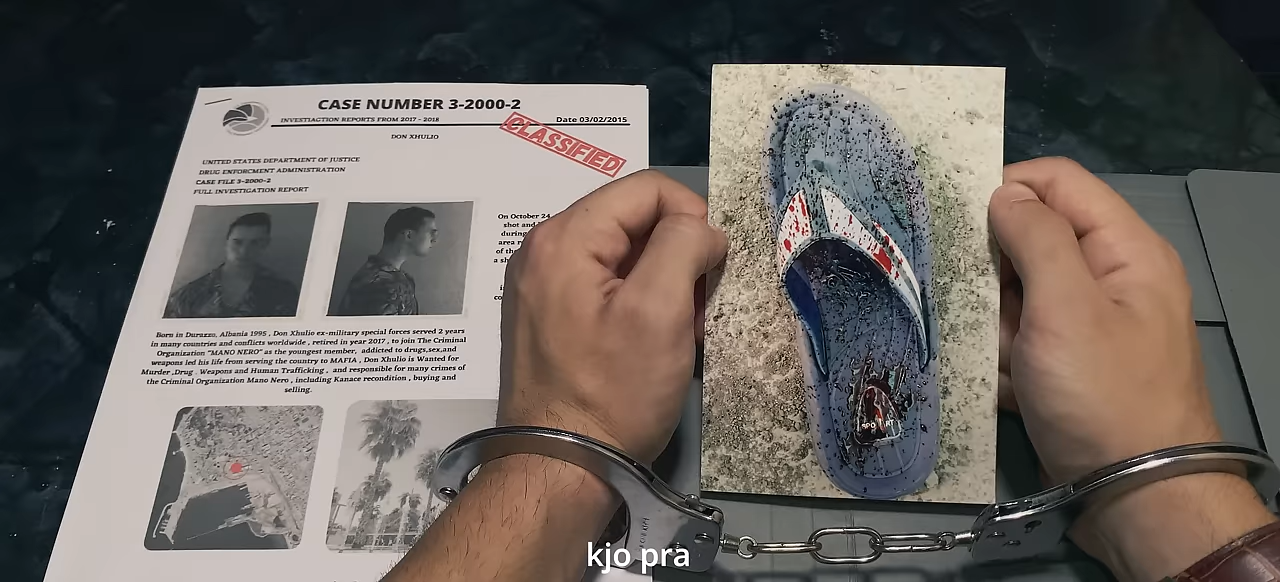 CASE NUMBER 3-2000-2
INVESTIAGTION REPORTS FROM 2017 - 2018
Date 03/02/2015
DON XHULIO
CLASSIFIED
UNITED STATES DEPARTMENT OF JUSTICE
DRUG ENFORCMENT ADMINISTRATION
CASE FILE 3-2000-2
FULL INVESTIGATION REPORT
On October 24
shot and
during
area
of the
a sh
Born in Durazzo, Albania 1995 , Don Xhulio ex-military special forces served 2 years
in many countries and conflicts worldwide , retired in year 2017 , to join The Criminal
Organization "MANO NERO" as the youngest member, addicted to drugs,sex,and
weapons led his life from serving the country to MAFIA , Don Xhulio is Wanted for
Murder ,Drug . Weapons and Human Trafficking , and responsible for many crimes of
the Criminal Organization Mano Nero , including Kanace recondition , buying and
selling.
kjo pra